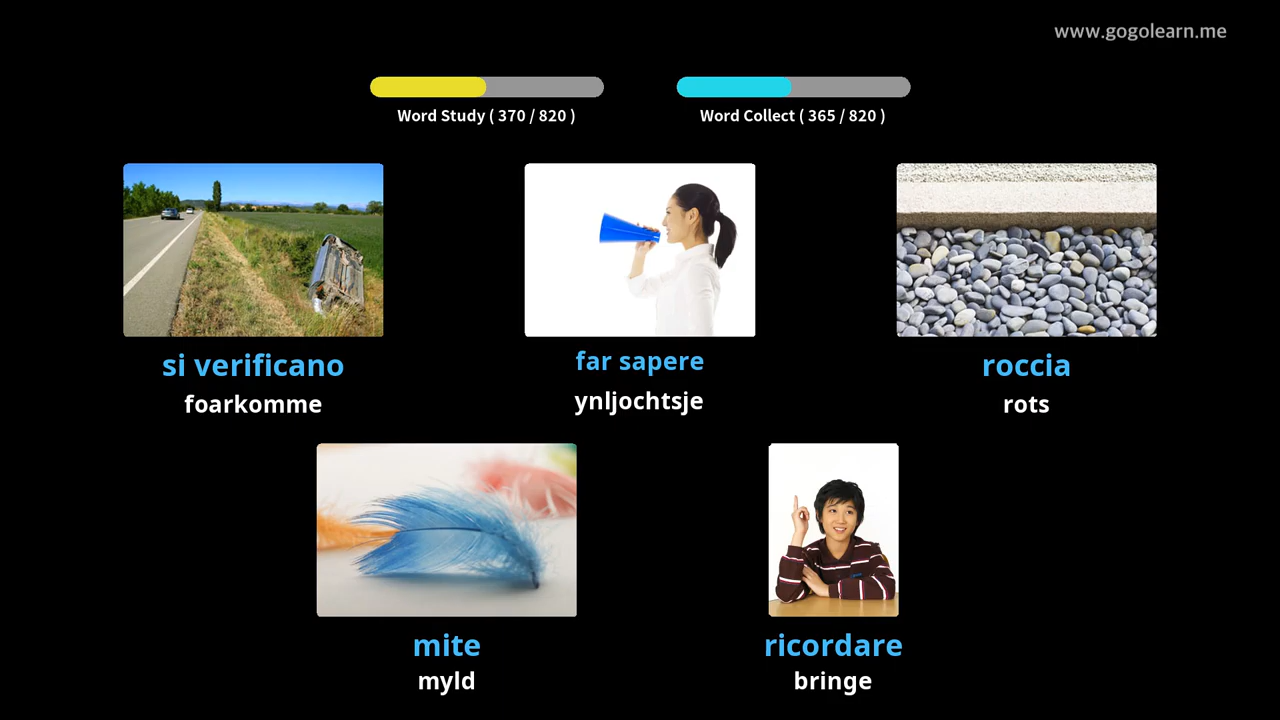 www.gogolearn.me
Word Study ( 370 / 820 )
Word Collect ( 365 / 820 )
si verificano
foarkomme
far sapere
ynljochtsje
roccia
rots
mite
myld
ricordare
bringe